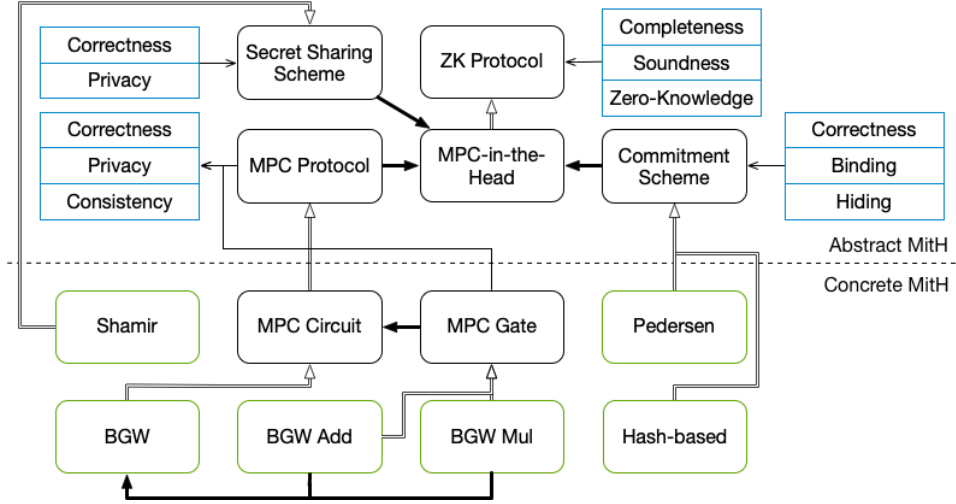 Correctness
Privacy
Secret Sharing
Scheme
ZK Protocol
Completeness
Soundness
Zero-Knowledge
Correctness
Privacy
Consistency
MPC Protocol
MPC-in-the-
Head
Commitment
Scheme
Correctness
Binding
Hiding
Abstract MitH
Concrete MitH
Shamir
MPC Circuit
MPC Gate
Pedersen
BGW
BGW Add
BGW Mul
Hash-based